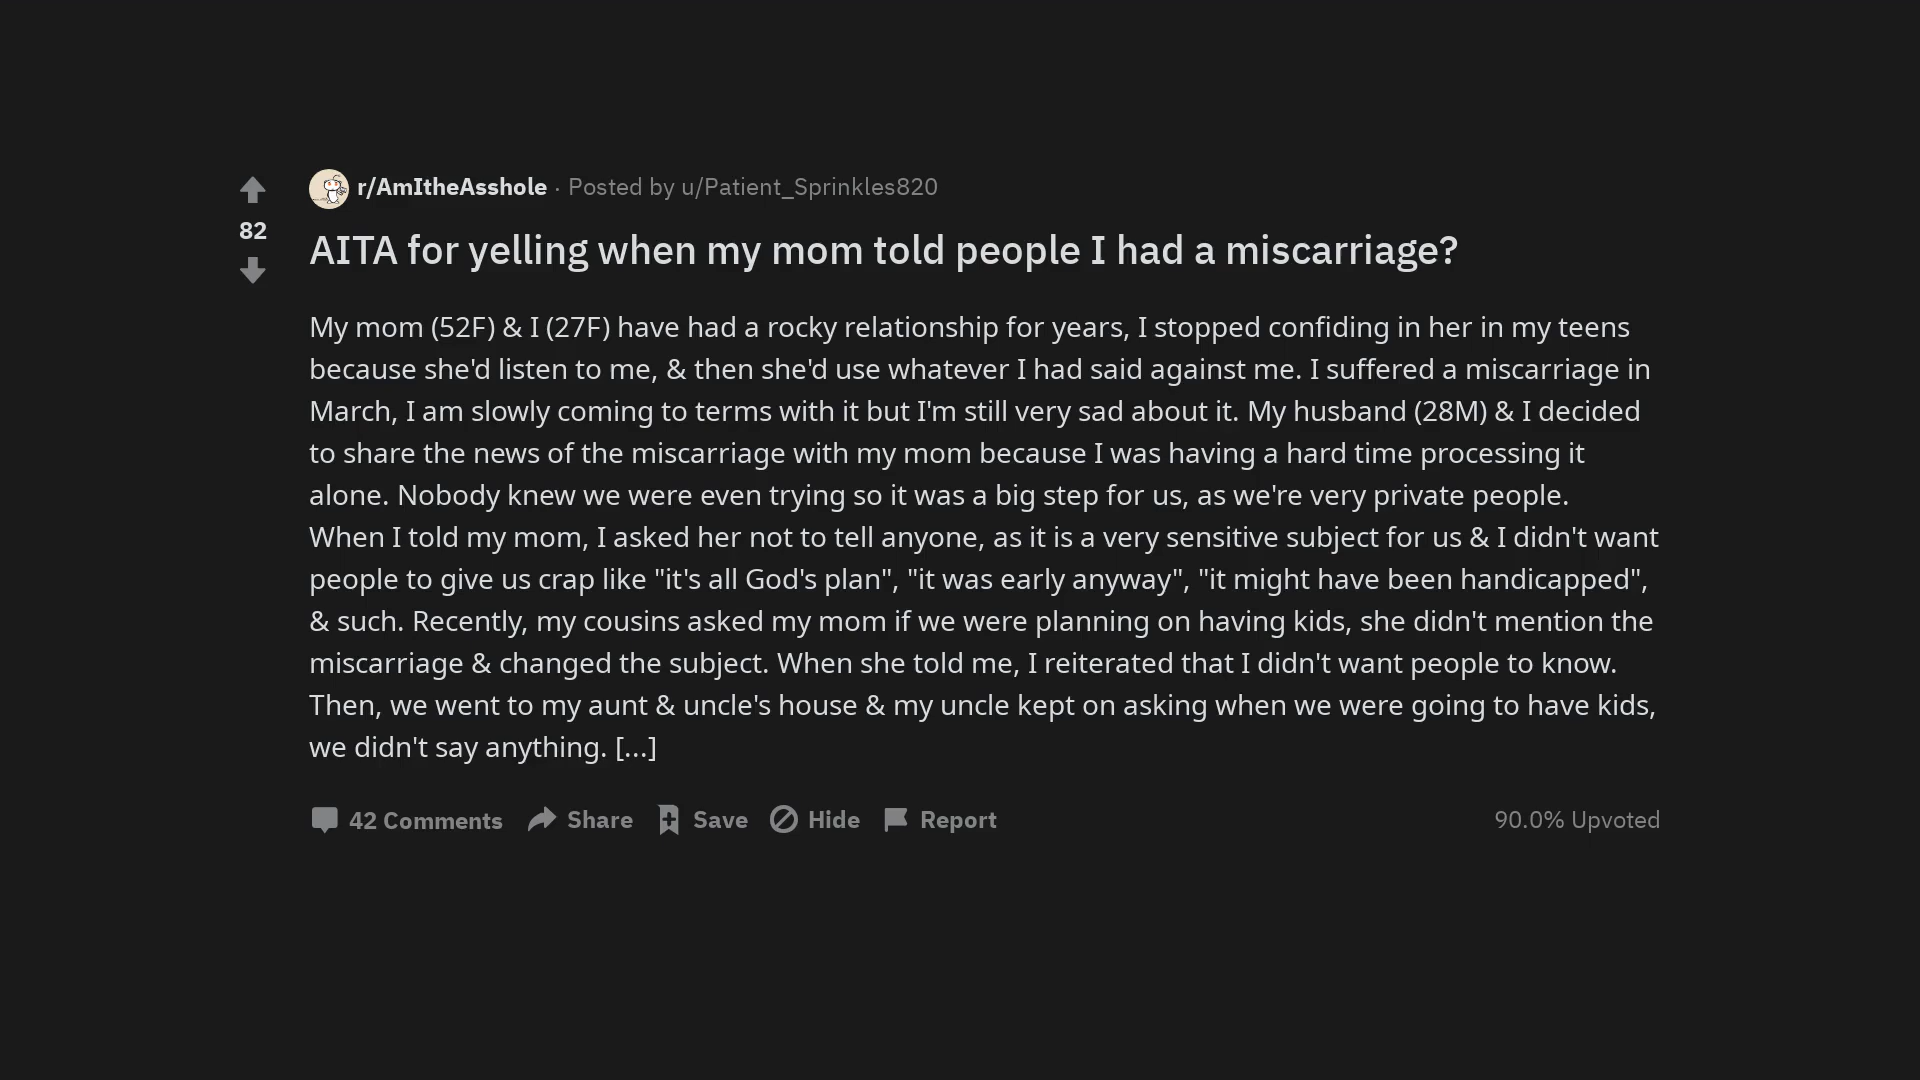 r/AmItheAsshole · Posted by u/Patient_Sprinkles820
82
AITA for yelling when my mom told people I had a miscarriage?
My mom (52F) & I (27F) have had a rocky relationship for years, I stopped confiding in her in my teens
because she'd listen to me, & then she'd use whatever I had said against me. I suffered a miscarriage in
March, I am slowly coming to terms with it but I'm still very sad about it. My husband (28M) & I decided
to share the news of the miscarriage with my mom because I was having a hard time processing it
alone. Nobody knew we were even trying so it was a big step for us, as we're very private people.
When I told my mom, I asked her not to tell anyone, as it is a very sensitive subject for us & I didn't want
people to give us crap like "it's all God's plan", "it was early anyway", "it might have been handicapped",
& such. Recently, my cousins asked my mom if we were planning on having kids, she didn't mention the
miscarriage & changed the subject. When she told me, I reiterated that I didn't want people to know.
Then, we went to my aunt & uncle's house & my uncle kept on asking when we were going to have kids,
we didn't say anything. [...]
42 Comments Share Save Hide Report 90.0% Upvoted